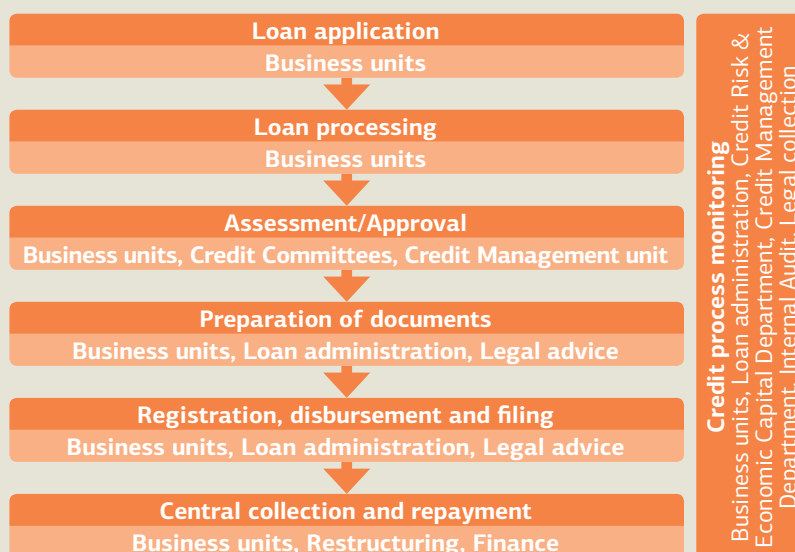 Loan application
Business units
Loan processing
Business units
Assessment/Approval
Business units, Credit Committees, Credit Management unit
Preparation of documents
Business units, Loan administration, Legal advice
Registration, disbursement and filing
Business units, Loan administration, Legal advice
Central collection and repayment
Business units, Restructuring, Finance
Credit process monitoring
Business units, Loan administration, Credit Risk &
Economic Capital Department, Credit Management
Department, Internal Audit, Legal collection